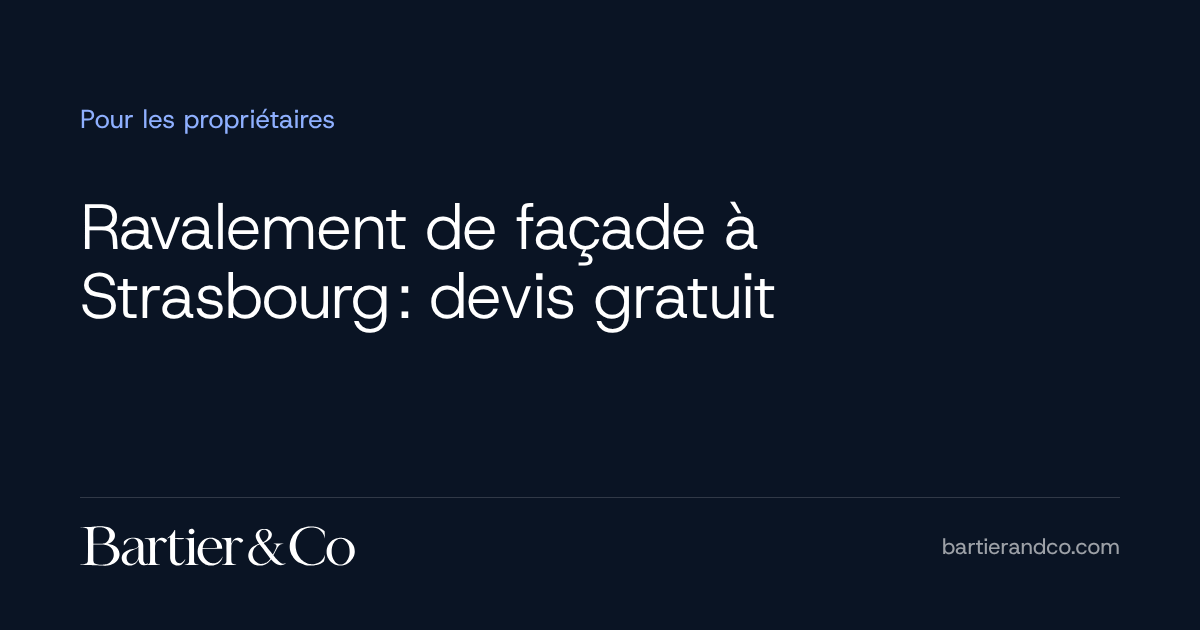 Pour les propriétaires
Ravalement de façade à
Strasbourg : devis gratuit
Bartier & Co
bartierandco.com